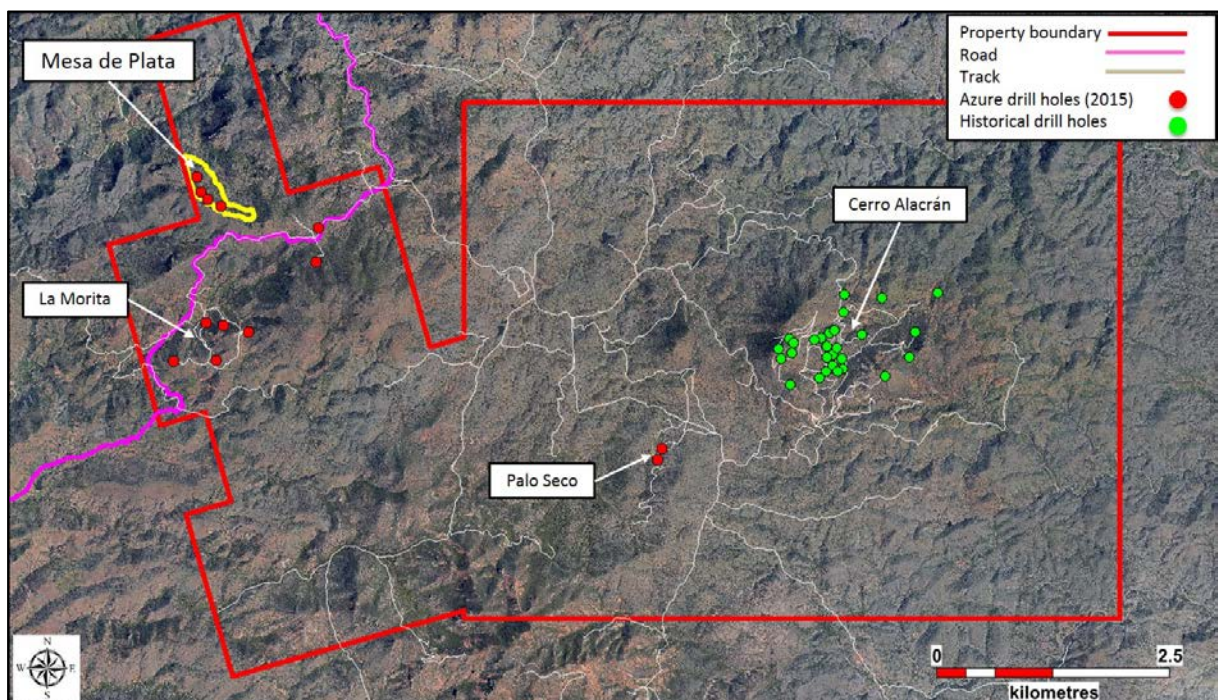 Mesa de Plata
Property boundary
Road
Track
Azure drill holes (2015)
Historical drill holes
Cerro Alacrán
La Morita
Palo Seco
N
W E
S
0 2.5
kilometres